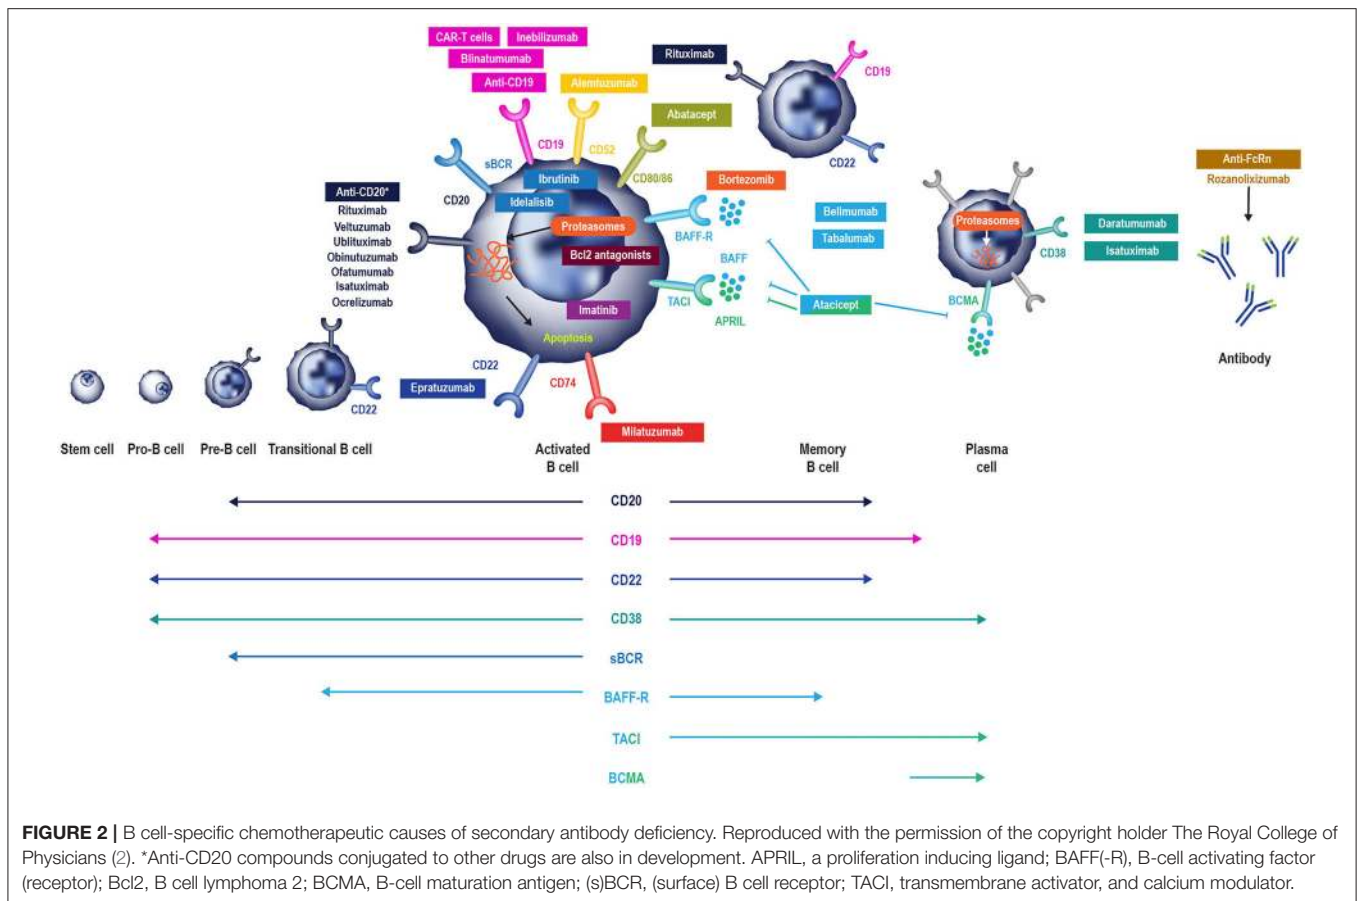 CAR-T cells
Inebilizumab
Blinatumumab
Anti-CD19
Alemtuzumab
Rituximab
CD19
Abatacept
CD22
sBCR
CD19
CD52
CD80/86
Ibrutinib
Idelalisib
CD20
Anti-CD20*
Rituximab
Veltuzumab
Ublituximab
Obinutuzumab
Ofatumumab
Isatuximab
Ocrelizumab
Proteasomes
Bcl2 antagonists
Imatinib
Apoptosis
Bortezomib
BAFF-R
BAFF
TACI
APRIL
Belimumab
Tabalumab
Atacicept
Proteasomes
CD38
BCMA
Daratumumab
Isatuximab
Anti-FcRn
Rozanolixizumab
Antibody
CD22
Epratuzumab
CD22
CD74
Milatuzumab
Stem cell
Pro-B cell
Pre-B cell
Transitional B cell
Activated
B cell
Memory
B cell
Plasma
cell
CD20
CD19
CD22
CD38
sBCR
BAFF-R
TACI
BCMA
FIGURE 2 | B cell-specific chemotherapeutic causes of secondary antibody deficiency. Reproduced with the permission of the copyright holder The Royal College of
Physicians (2). *Anti-CD20 compounds conjugated to other drugs are also in development. APRIL, a proliferation inducing ligand; BAFF(-R), B-cell activating factor
(receptor); Bcl2, B cell lymphoma 2; BCMA, B-cell maturation antigen; (s)BCR, (surface) B cell receptor; TACI, transmembrane activator, and calcium modulator.